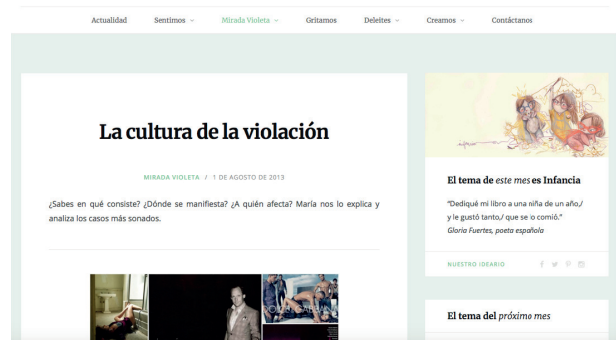 Actualidad
Sentimos
Mirada Violeta
Gritamos
Deleites
Creamos
Contáctanos
La cultura de la violación
MIRADA VIOLETA / 1 DE AGOSTO DE 2013
¿Sabes en qué consiste? ¿Dónde se manifiesta? ¿A quién afecta? María nos lo explica y
analiza los casos más sonados.
El tema de este mes es Infancia
“Dediqué mi libro a una niña de un año,/
y le gustó tanto,/ que se lo comió.”
Gloria Fuertes, poeta española
NUESTRO IDEARIO
El tema del próximo mes